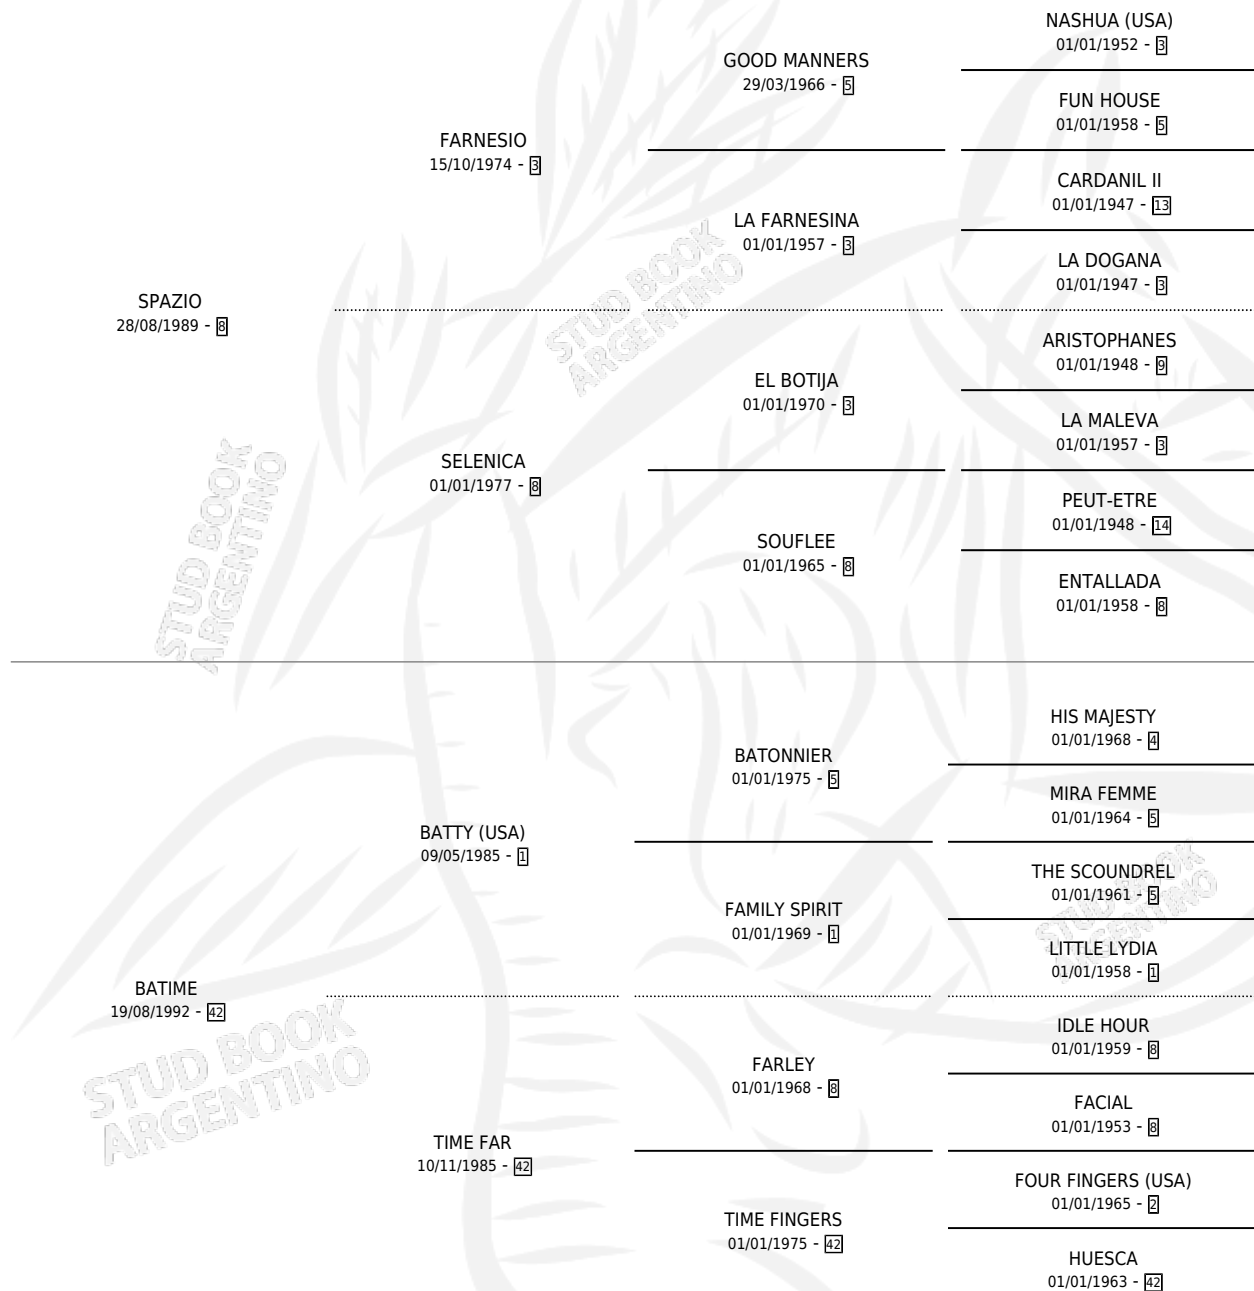 NASHUA (USA)
01/01/1952 - 3
GOOD MANNERS
29/03/1966 - 5
FUN HOUSE
01/01/1958 - 5
FARNESIO
15/10/1974 - 3
CARDANIL II
01/01/1947 - 13
LA FARNESINA
01/01/1957 - 3
LA DOGANA
01/01/1947 - 3
SPAZIO
28/08/1989 - 8
ARISTOPHANES
01/01/1948 - 9
EL BOTIJA
01/01/1970 - 3
LA MALEVA
01/01/1957 - 3
SELENICA
01/01/1977 - 8
PEUT-ETRE
01/01/1948 - 14
SOUFLEE
01/01/1965 - 8
ENTALLADA
01/01/1958 - 8
HIS MAJESTY
01/01/1968 - 4
BATONNIER
01/01/1975 - 5
MIRA FEMME
01/01/1964 - 5
BATTY (USA)
09/05/1985 - 1
THE SCOUNDREL
01/01/1961 - 5
FAMILY SPIRIT
01/01/1969 - 1
LITTLE LYDIA
01/01/1958 - 1
BATIME
19/08/1992 - 42
IDLE HOUR
01/01/1959 - 8
FARLEY
01/01/1968 - 8
FACIAL
01/01/1953 - 8
TIME FAR
10/11/1985 - 42
FOUR FINGERS (USA)
01/01/1965 - 2
TIME FINGERS
01/01/1975 - 42
HUESCA
01/01/1963 - 42
STUD BOOK
ARGENTINO
STUD BOOK
ARGENTINO
STUD BOOK
ARGENTINO
STUD BOOK
ARGENTINO